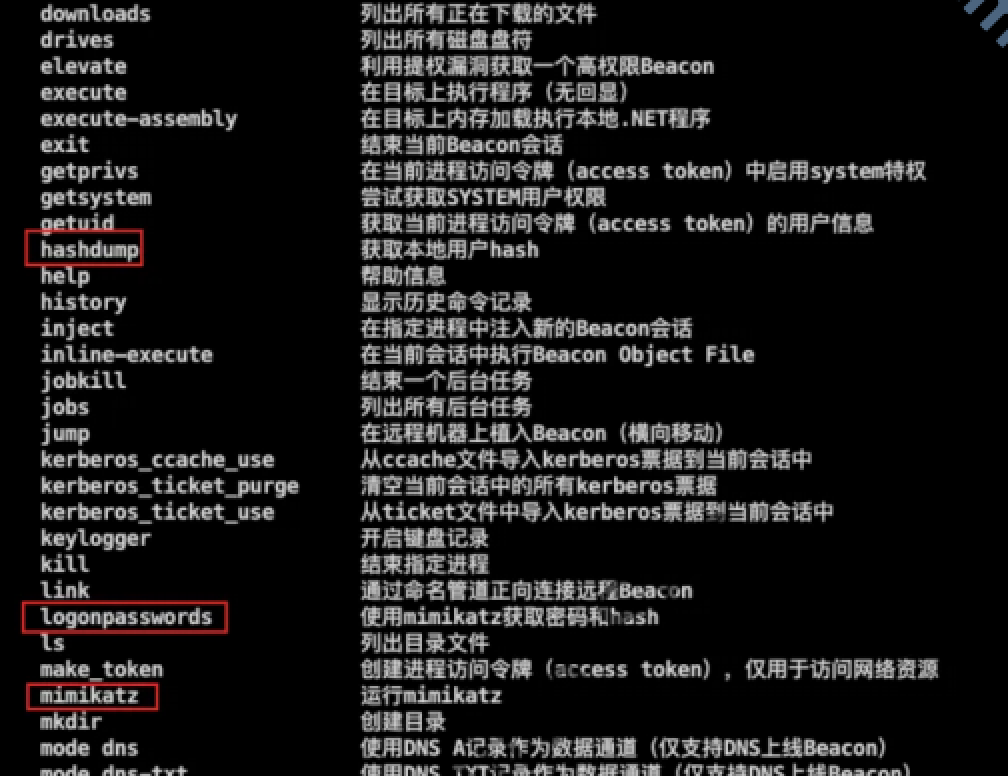 downloads 列出所有正在下载的文件
drives 列出所有磁盘盘符
elevate 利用提权漏洞获取一个高权限Beacon
execute 在目标上执行程序（无回显）
execute-assembly 在目标上内存加载执行本地.NET程序
exit 结束当前Beacon会话
getprivs 在当前进程访问令牌（access token）中启用system特权
getsystem 尝试获取SYSTEM用户权限
getuid 获取当前进程访问令牌（access token）的用户信息
hashdump 获取本地用户hash
help 帮助信息
history 显示历史命令记录
inject 在指定进程中注入新的Beacon会话
inline-execute 在当前会话中执行Beacon Object File
jobkill 结束一个后台任务
jobs 列出所有后台任务
jump 在远程机器上植入Beacon（横向移动）
kerberos_ccache_use 从ccache文件导入kerberos票据到当前会话中
kerberos_ticket_purge 清空当前会话中的所有kerberos票据
kerberos_ticket_use 从ticket文件中导入kerberos票据到当前会话中
keylogger 开启键盘记录
kill 结束指定进程
link 通过命名管道正向连接远程Beacon
logonpasswords 使用mimikatz获取密码和hash
ls 列出目录文件
make_token 创建进程访问令牌（access token），仅用于访问网络资源
mimikatz 运行mimikatz
mkdir 创建目录
mode dns 使用DNS A记录作为数据通道（仅支持DNS上线Beacon）
mode dns-txt 使用DNS TXT记录作为数据通道（仅支持DNS上线Beacon）